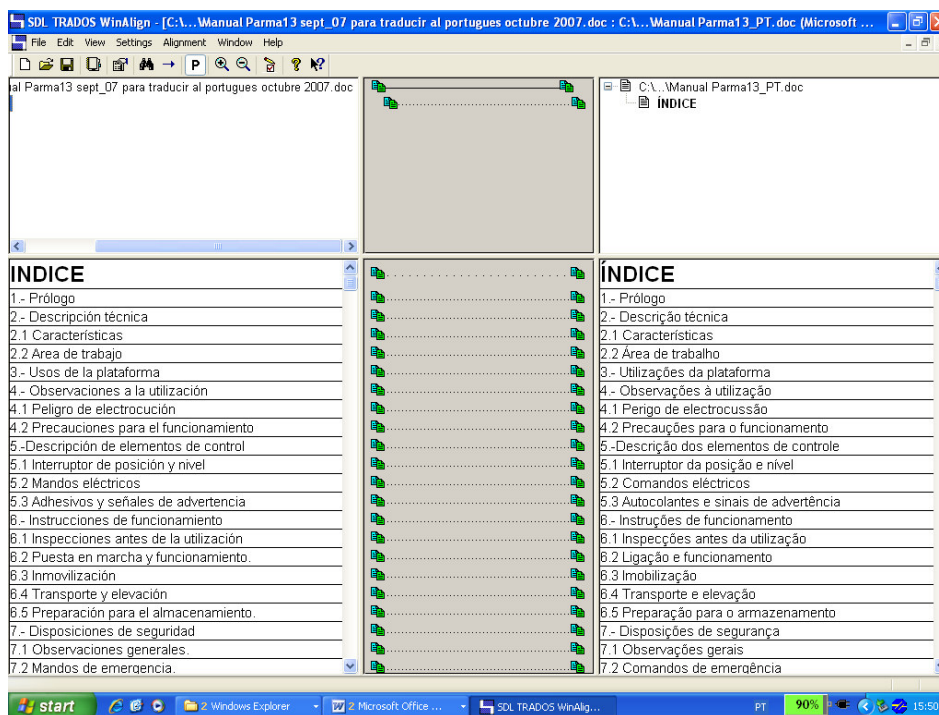 SDL TRADOS WinAlign - [C:\...\Manual Parma13 sept_07 para traducir al portugues octubre 2007.doc : C:\...\Manual Parma13_PT.doc (Microsoft ...
File Edit View Settings Alignment Window Help
P
al Parma13 sept_07 para traducir al portugues octubre 2007.doc
C:\...\Manual Parma13_PT.doc
ÍNDICE
INDICE
1.- Prólogo
2.- Descripción técnica
2.1 Características
2.2 Area de trabajo
3.- Usos de la plataforma
4.- Observaciones a la utilización
4.1 Peligro de electrocución
4.2 Precauciones para el funcionamiento
5.-Descripción de elementos de control
5.1 Interruptor de posición y nivel
5.2 Mandos eléctricos
5.3 Adhesivos y señales de advertencia
6.- Instrucciones de funcionamiento
6.1 Inspecciones antes de la utilización
6.2 Puesta en marcha y funcionamiento.
6.3 Inmovilización
6.4 Transporte y elevación
6.5 Preparación para el almacenamiento.
7.- Disposiciones de seguridad
7.1 Observaciones generales.
7.2 Mandos de emergencia.
ÍNDICE
1.- Prólogo
2.- Descrição técnica
2.1 Características
2.2 Área de trabalho
3.- Utilizações da plataforma
4.- Observações à utilização
4.1 Perigo de electrocussão
4.2 Precauções para o funcionamento
5.-Descrição dos elementos de controle
5.1 Interruptor da posição e nível
5.2 Comandos eléctricos
5.3 Autocolantes e sinais de advertência
6.- Instruções de funcionamento
6.1 Inspecções antes da utilização
6.2 Ligação e funcionamento
6.3 Imobilização
6.4 Transporte e elevação
6.5 Preparação para o armazenamento
7.- Disposições de segurança
7.1 Observações gerais
7.2 Comandos de emergência
start 2 Windows Explorer 2 Microsoft Office ... SDL TRADOS WinAlig... PT 90% 15:50